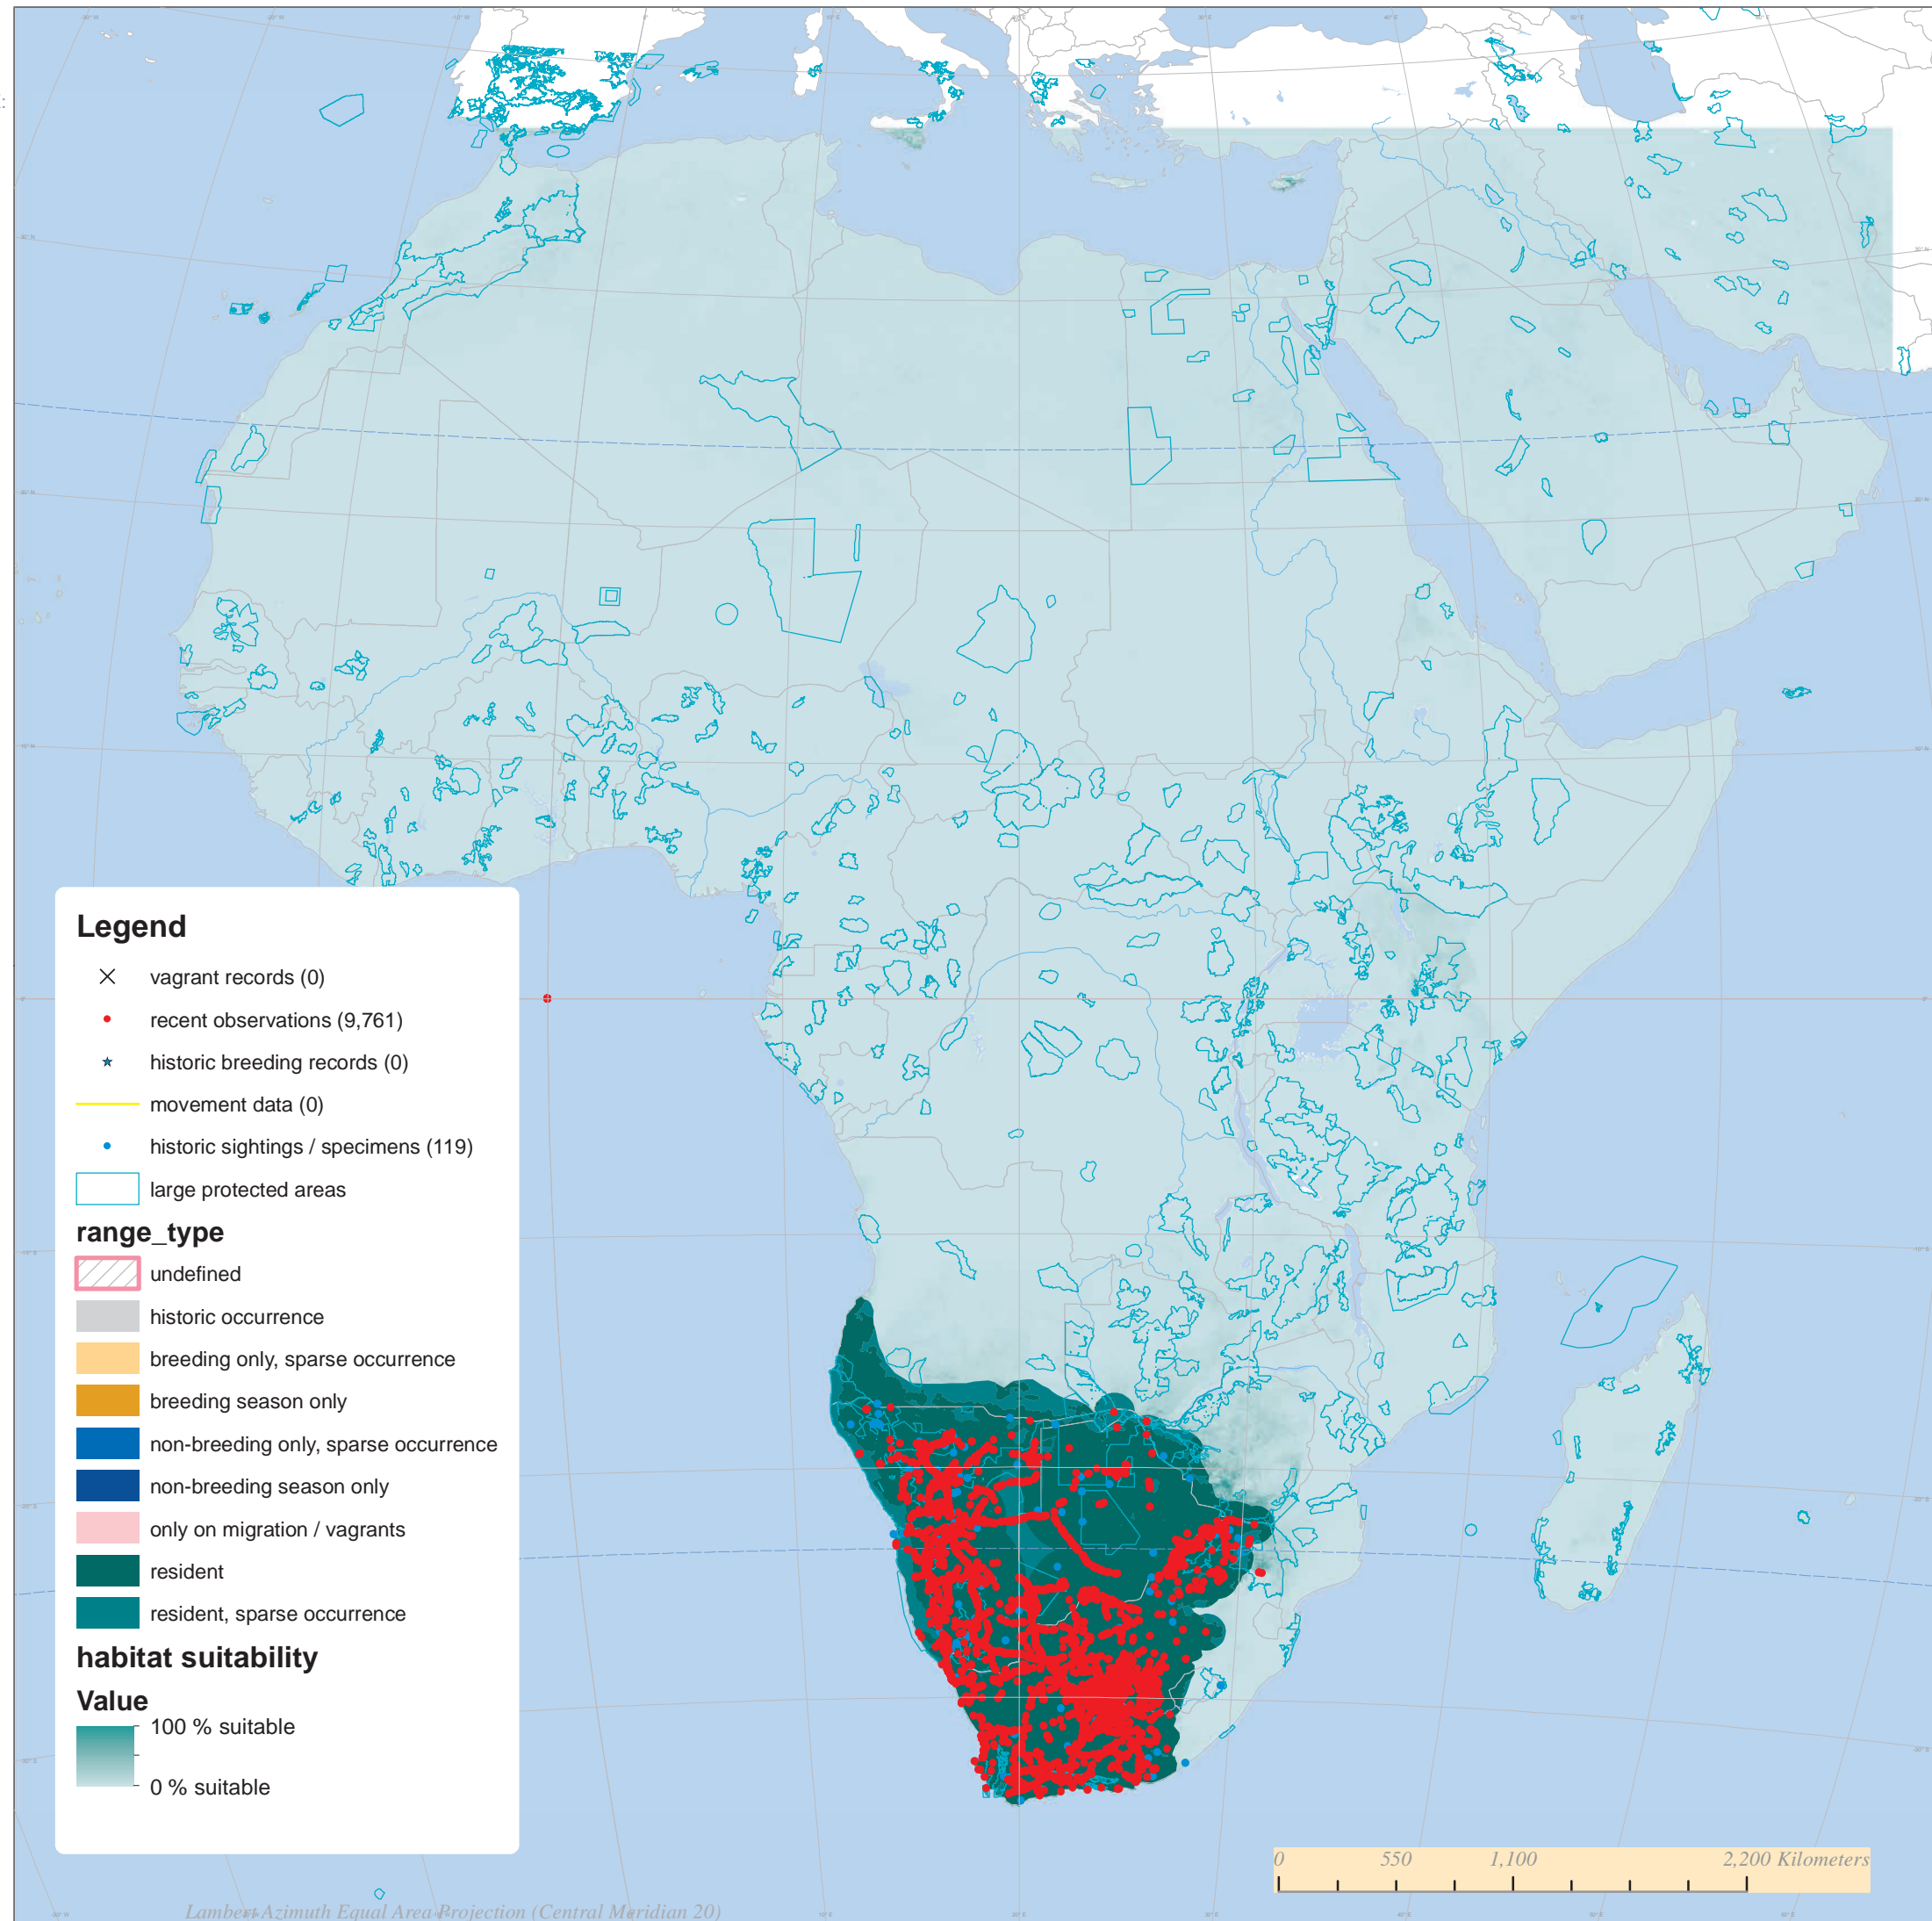 Legend
vagrant records (0)
recent observations (9,761)
historic breeding records (0)
movement data (0)
historic sightings / specimens (119)
large protected areas
range_type
undefined
historic occurrence
breeding only, sparse occurrence
breeding season only
non-breeding only, sparse occurrence
non-breeding season only
only on migration / vagrants
resident
resident, sparse occurrence
habitat suitability
Value
100 % suitable
0 % suitable
0 550 1,100 2,200 Kilometers
Lambert Azimuth Equal Area Projection (Central Meridian 20)